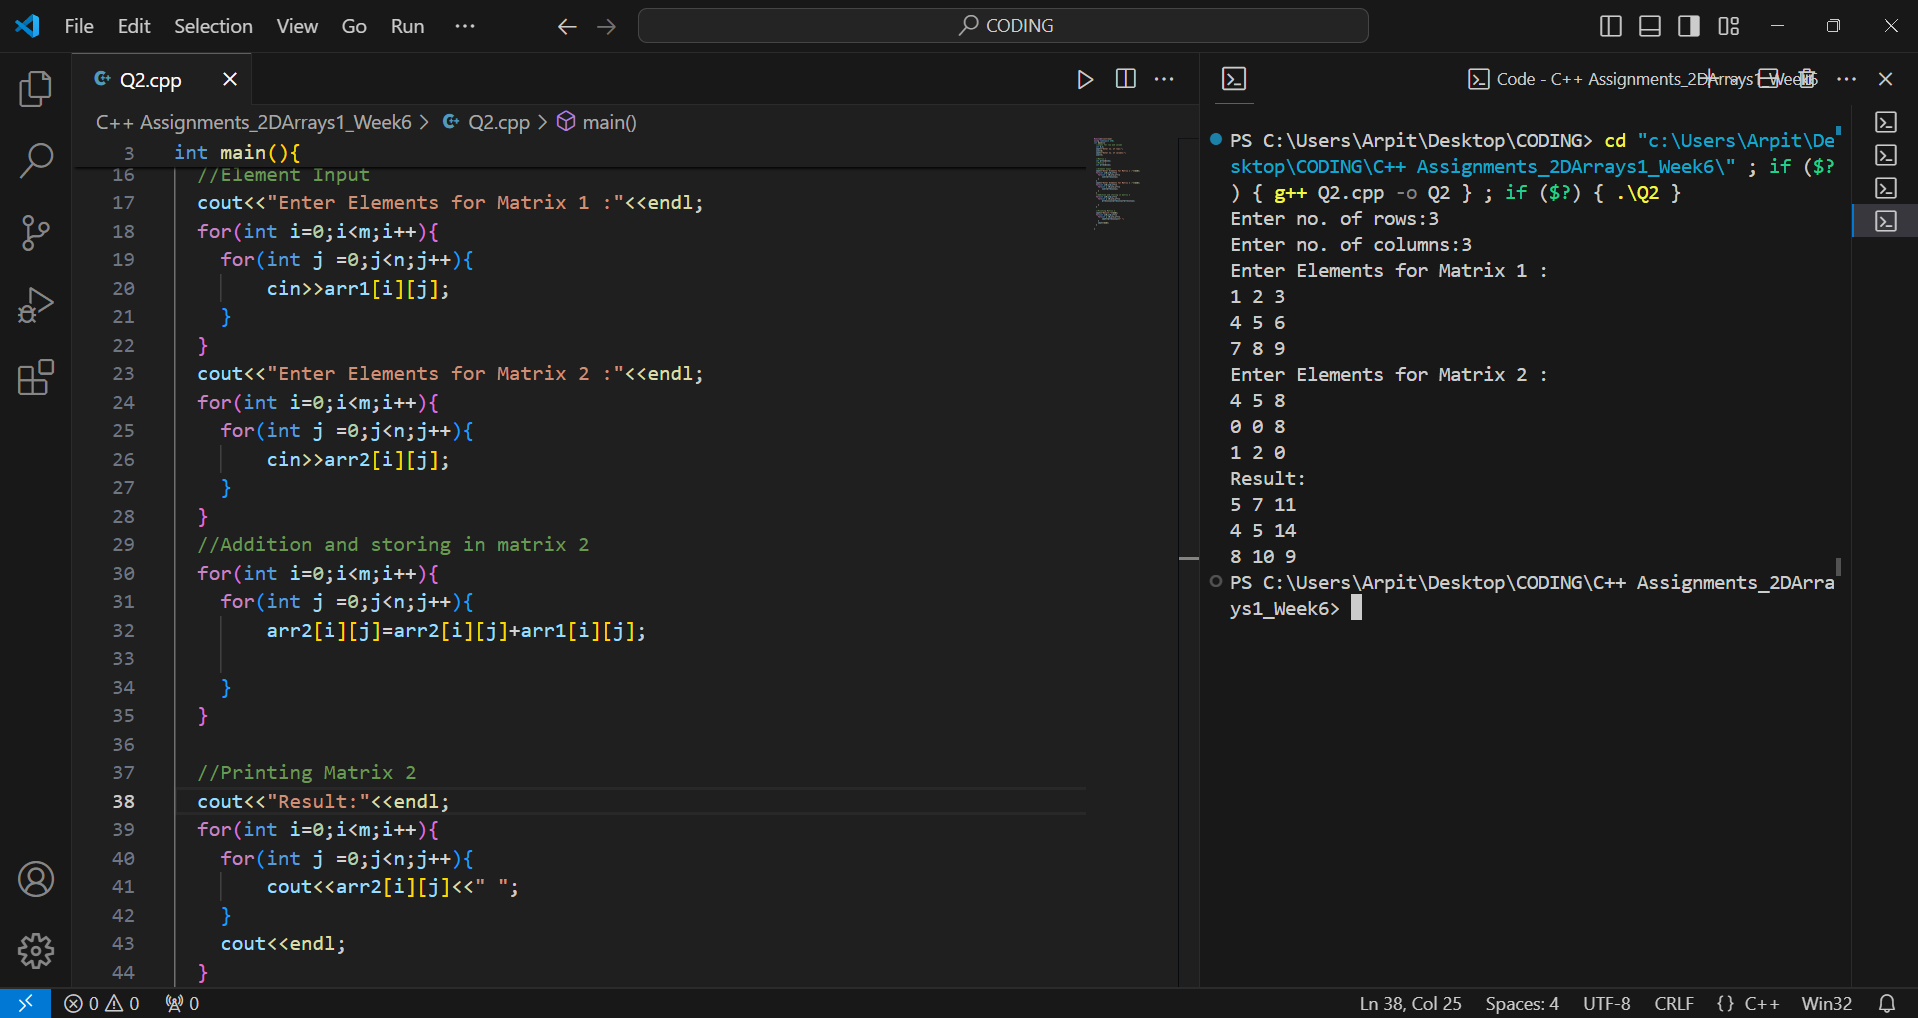 File Edit Selection View Go Run ··· CODING
Q2.cpp
C++ Assignments_2DArrays1_Week6 > Q2.cpp > main()
3 int main(){
16 //Element Input
17 cout<<"Enter Elements for Matrix 1 :"<<endl;
18 for(int i=0;i<m;i++){
19 for(int j =0;j<n;j++){
20 cin>>arr1[i][j];
21 }
22 }
23 cout<<"Enter Elements for Matrix 2 :"<<endl;
24 for(int i=0;i<m;i++){
25 for(int j =0;j<n;j++){
26 cin>>arr2[i][j];
27 }
28 }
29 //Addition and storing in matrix 2
30 for(int i=0;i<m;i++){
31 for(int j =0;j<n;j++){
32 arr2[i][j]=arr2[i][j]+arr1[i][j];
33
34 }
35 }
36
37 //Printing Matrix 2
38 cout<<"Result:"<<endl;
39 for(int i=0;i<m;i++){
40 for(int j =0;j<n;j++){
41 cout<<arr2[i][j]<<" ";
42 }
43 cout<<endl;
44 }
Code - C++ Assignments_2DArrays1_Week6
PS C:\Users\Arpit\Desktop\CODING> cd "c:\Users\Arpit\De
sktop\CODING\C++ Assignments_2DArrays1_Week6\" ; if ($?
) { g++ Q2.cpp -o Q2 } ; if ($?) { .\Q2 }
Enter no. of rows:3
Enter no. of columns:3
Enter Elements for Matrix 1 :
1 2 3
4 5 6
7 8 9
Enter Elements for Matrix 2 :
4 5 8
0 0 8
1 2 0
Result:
5 7 11
4 5 14
8 10 9
PS C:\Users\Arpit\Desktop\CODING\C++ Assignments_2DArra
ys1_Week6>
0 0 0 Ln 38, Col 25 Spaces: 4 UTF-8 CRLF {} C++ Win32